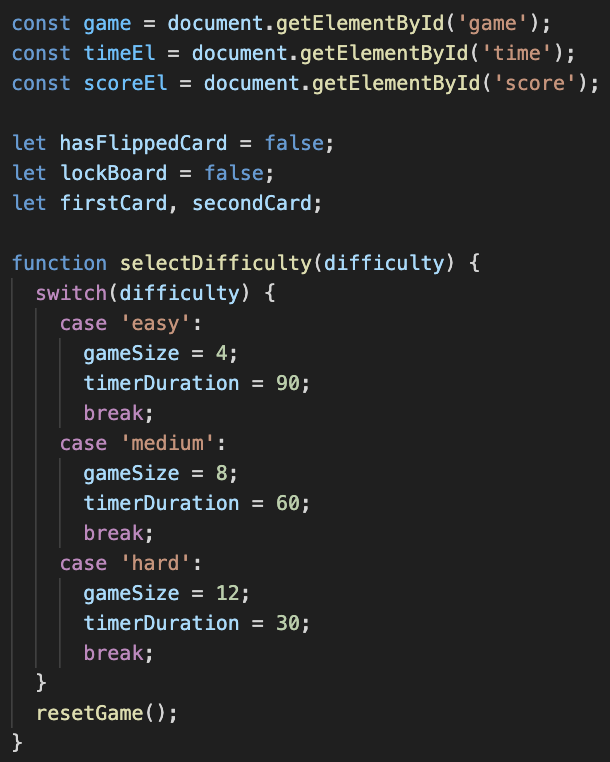 const game = document.getElementById('game');
const timeEl = document.getElementById('time');
const scoreEl = document.getElementById('score');

let hasFlippedCard = false;
let lockBoard = false;
let firstCard, secondCard;

function selectDifficulty(difficulty) {
  switch(difficulty) {
    case 'easy':
      gameSize = 4;
      timerDuration = 90;
      break;
    case 'medium':
      gameSize = 8;
      timerDuration = 60;
      break;
    case 'hard':
      gameSize = 12;
      timerDuration = 30;
      break;
  }
  resetGame();
}